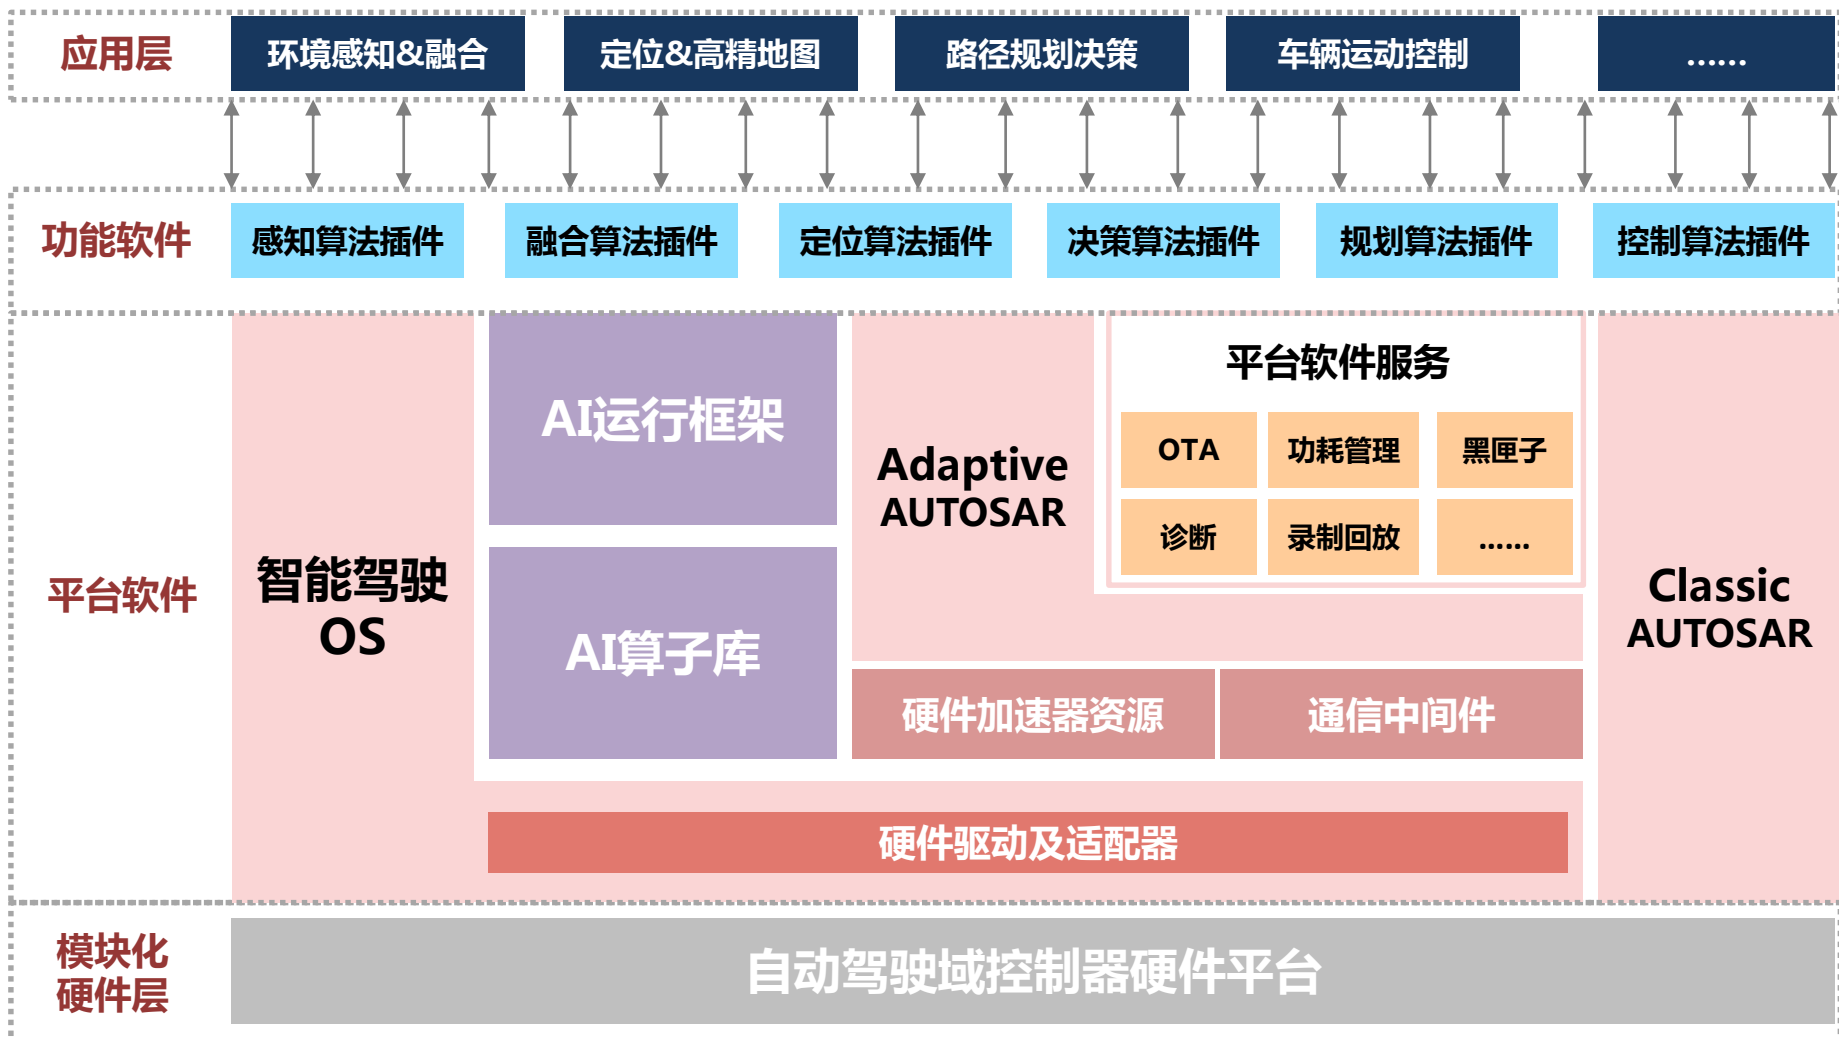 应用层
环境感知&融合
定位&高精地图
路径规划决策
车辆运动控制
......
功能软件
感知算法插件
融合算法插件
定位算法插件
决策算法插件
规划算法插件
控制算法插件
平台软件
智能驾驶
OS
AI运行框架
AI算子库
Adaptive
AUTOSAR
平台软件服务
OTA
功耗管理
黑匣子
诊断
录制回放
......
硬件加速器资源
通信中间件
Classic
AUTOSAR
硬件驱动及适配器
模块化
硬件层
自动驾驶域控制器硬件平台